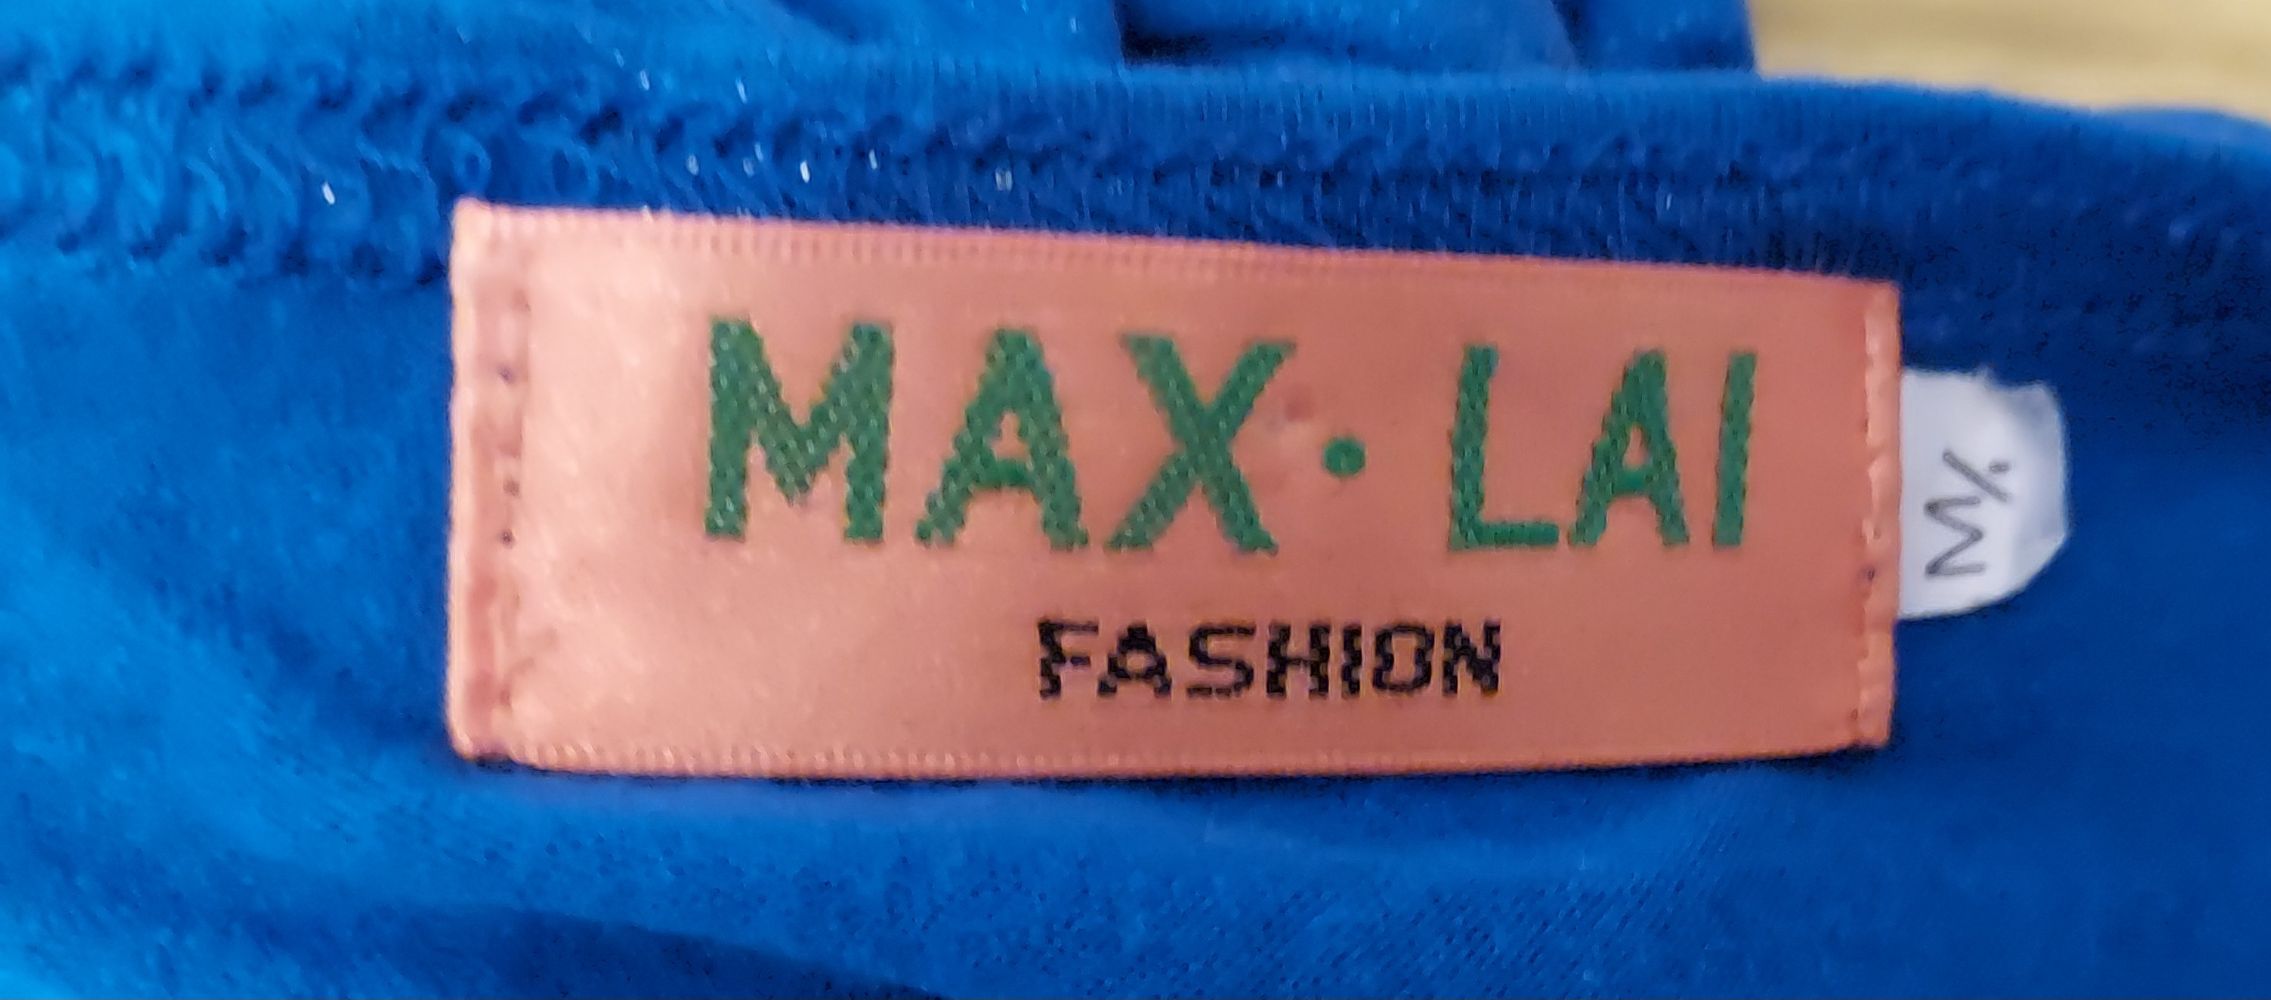 MAX · LAI
FASHION
M/.